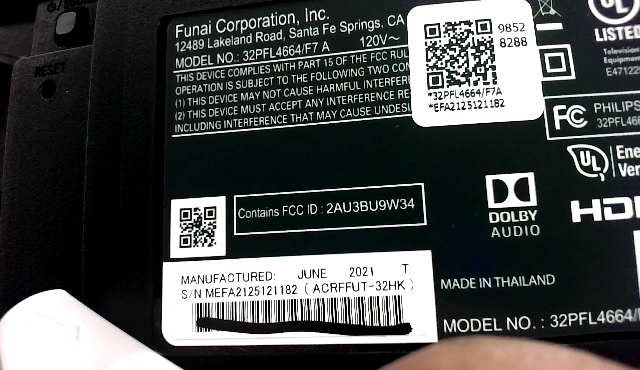 RESET
Funai Corporation, Inc.
12489 Lakeland Road, Santa Fe Springs, CA
MODEL NO.: 32PFL4664/F7 A 120V~
THIS DEVICE COMPLIES WITH PART 15 OF THE FCC RUL
OPERATION IS SUBJECT TO THE FOLLOWING TWO CON
(1) THIS DEVICE MAY NOT CAUSE HARMFUL INTERFER
(2) THIS DEVICE MUST ACCEPT ANY INTERFERENCE RE
INCLUDING INTERFERENCE THAT MAY CAUSE UNDESI
9852
8288
*32PFL4664/F7A
*EFA2125121182
UL
LISTED
Television
Equipment
E471229
FC PHILIPS
32PFL466
UL Ene
Ver
Contains FCC ID : 2AU3BU9W34
DOLBY
AUDIO
HD
MANUFACTURED: JUNE 2021 T
S/N MEFA2125121182 ( ACRFFUT-32HK )
MADE IN THAILAND
MODEL NO. : 32PFL4664/F